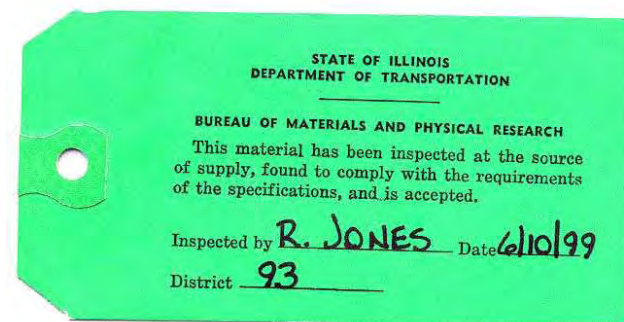 STATE OF ILLINOIS
DEPARTMENT OF TRANSPORTATION
BUREAU OF MATERIALS AND PHYSICAL RESEARCH
This material has been inspected at the source
of supply, found to comply with the requirements
of the specifications, and is accepted.
Inspected by R. JONES Date 6/10/99
District 93